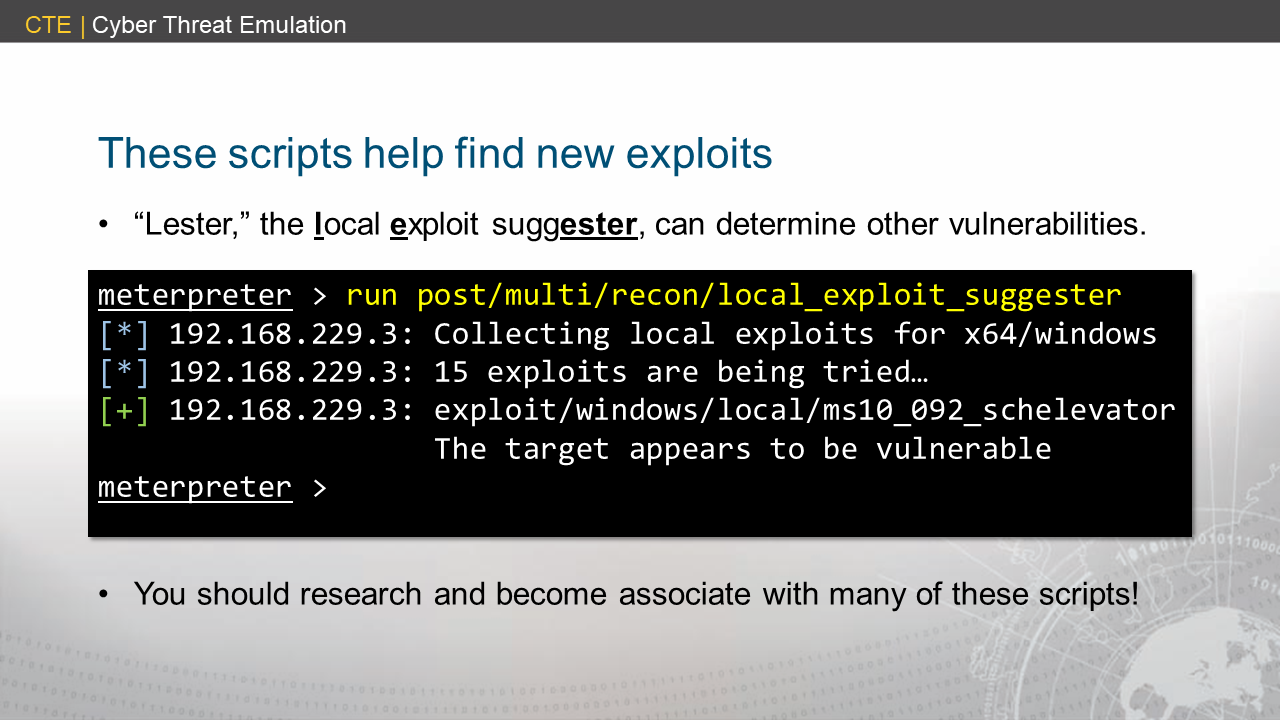 CTE | Cyber Threat Emulation
These scripts help find new exploits
• “Lester,” the local exploit suggester, can determine other vulnerabilities.
meterpreter > run post/multi/recon/local_exploit_suggester
[*] 192.168.229.3: Collecting local exploits for x64/windows
[*] 192.168.229.3: 15 exploits are being tried…
[+] 192.168.229.3: exploit/windows/local/ms10_092_schelevator
The target appears to be vulnerable
meterpreter >
• You should research and become associate with many of these scripts!